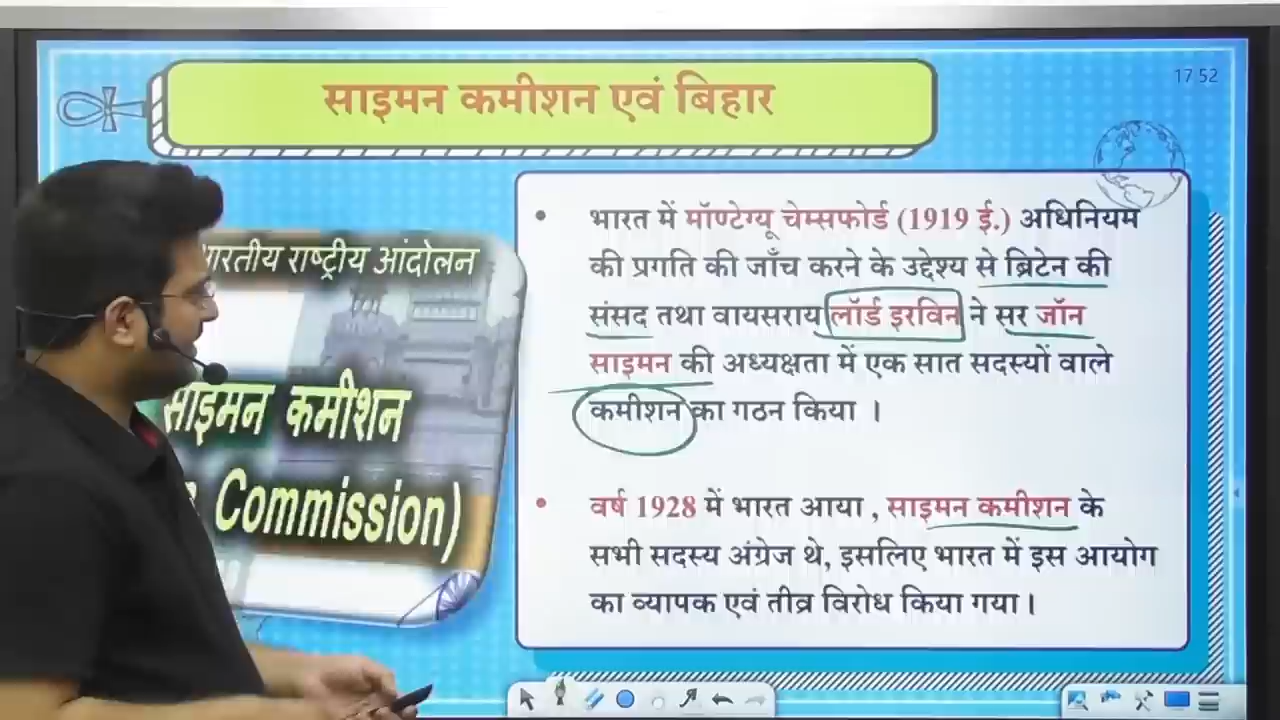 साइमन कमीशन एवं बिहार
17 52
भारतीय राष्ट्रीय आंदोलन
साइमन कमीशन
Commission)
• भारत में मॉण्टेग्यू चेम्सफोर्ड (1919 ई.) अधिनियम
की प्रगति की जाँच करने के उद्देश्य से ब्रिटेन की
संसद तथा वायसराय लॉर्ड इरविन ने सर जॉन
साइमन की अध्यक्षता में एक सात सदस्यों वाले
कमीशन का गठन किया ।
• वर्ष 1928 में भारत आया , साइमन कमीशन के
सभी सदस्य अंग्रेज थे, इसलिए भारत में इस आयोग
का व्यापक एवं तीव्र विरोध किया गया।